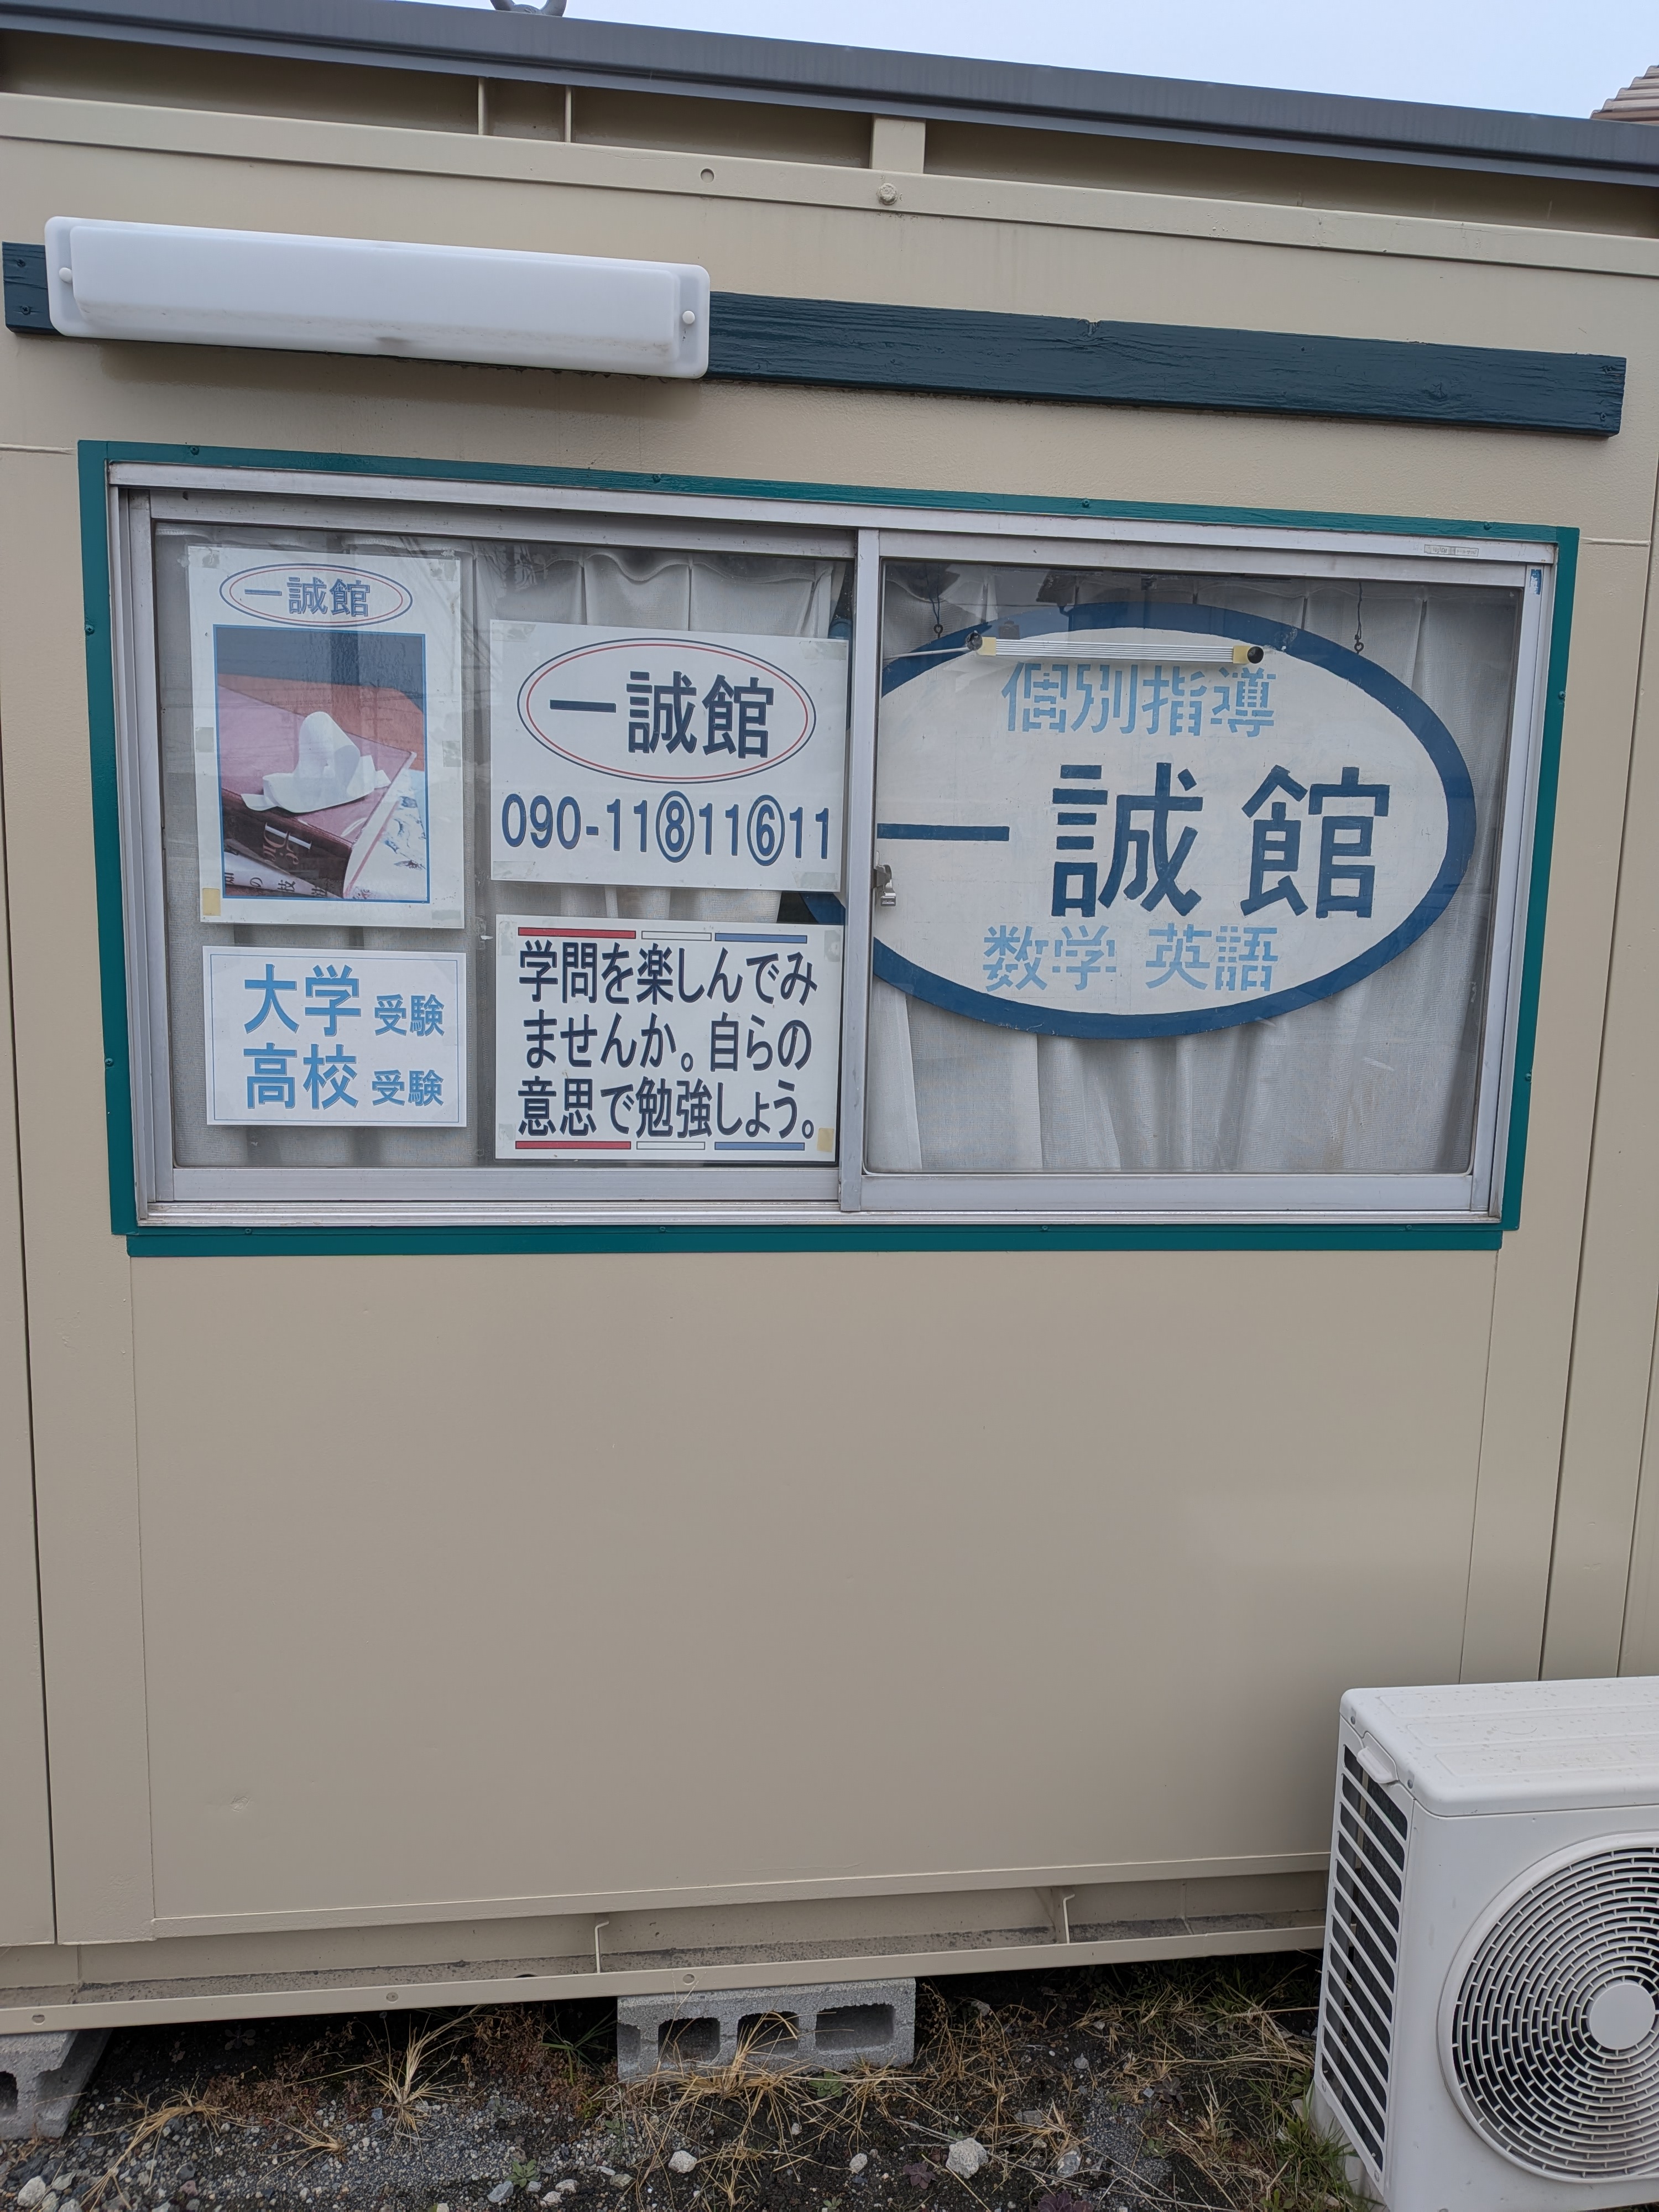 一誠館
一誠館
090-11⑧11⑥11
大学 受験
高校 受験
学問を楽しんでみ
ませんか。自らの
意思で勉強しょう。
個別指導
一誠館
数学 英語